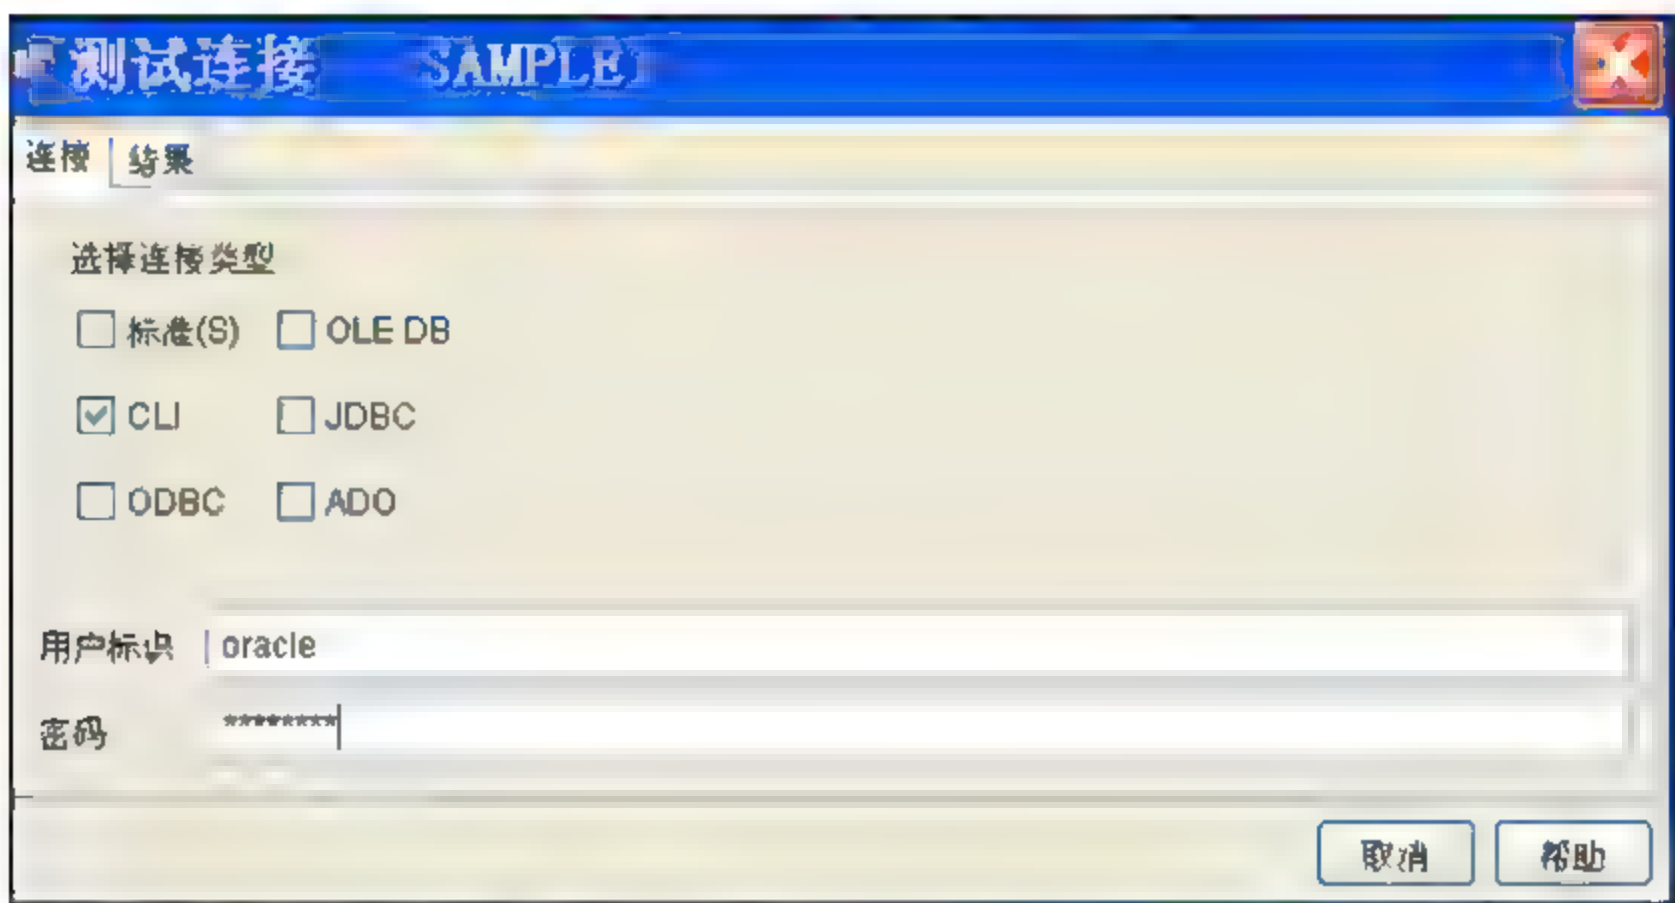 测试连接 SAMPLE
连接 结果
选择连接类型
标准(S) OLE DB
CLI JDBC
ODBC ADO
用户标识 oracle
密码 ********
取消 帮助